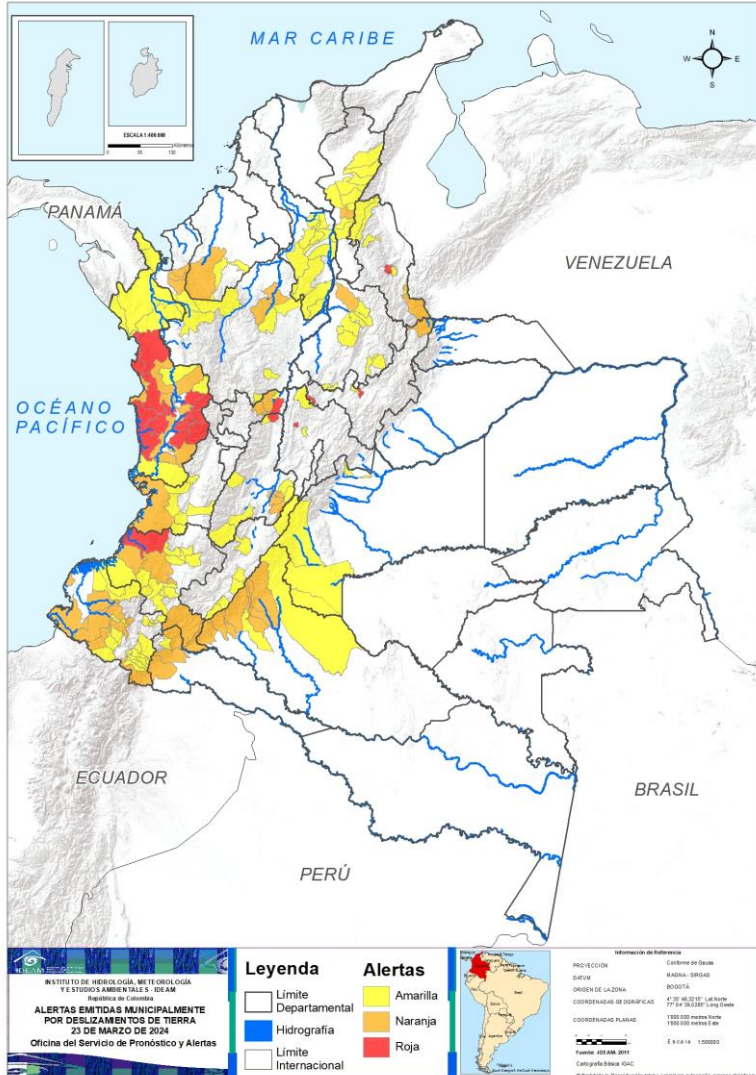 MAR CARIBE
N
W E
S
ESCALA 1:400.000
PANAMÁ
VENEZUELA
OCÉANO
PACÍFICO
ECUADOR
BRASIL
PERÚ
IDEAM
INSTITUTO DE HIDROLOGÍA, METEOROLOGÍA
Y ESTUDIOS AMBIENTALES - IDEAM
República de Colombia
ALERTAS EMITIDAS MUNICIPALMENTE
POR DESLIZAMIENTOS DE TIERRA
23 DE MARZO DE 2024
Oficina del Servicio de Pronóstico y Alertas
Leyenda
Límite
Departamental
Hidrografía
Límite
Internacional
Alertas
Amarilla
Naranja
Roja
Información de Referencia
PROYECCIÓN Conforme de Gauss
DATUM MAGNA - SIRGAS
ORIGEN DE LA ZONA BOGOTÁ
COORDENADAS GEOGRÁFICAS
COORDENADAS PLANAS 1'000.000 metros Norte
1'000.000 metros Este
Escala 1:500000
Fuente: IDEAM- 2011
Cartografía Básica: IGAC